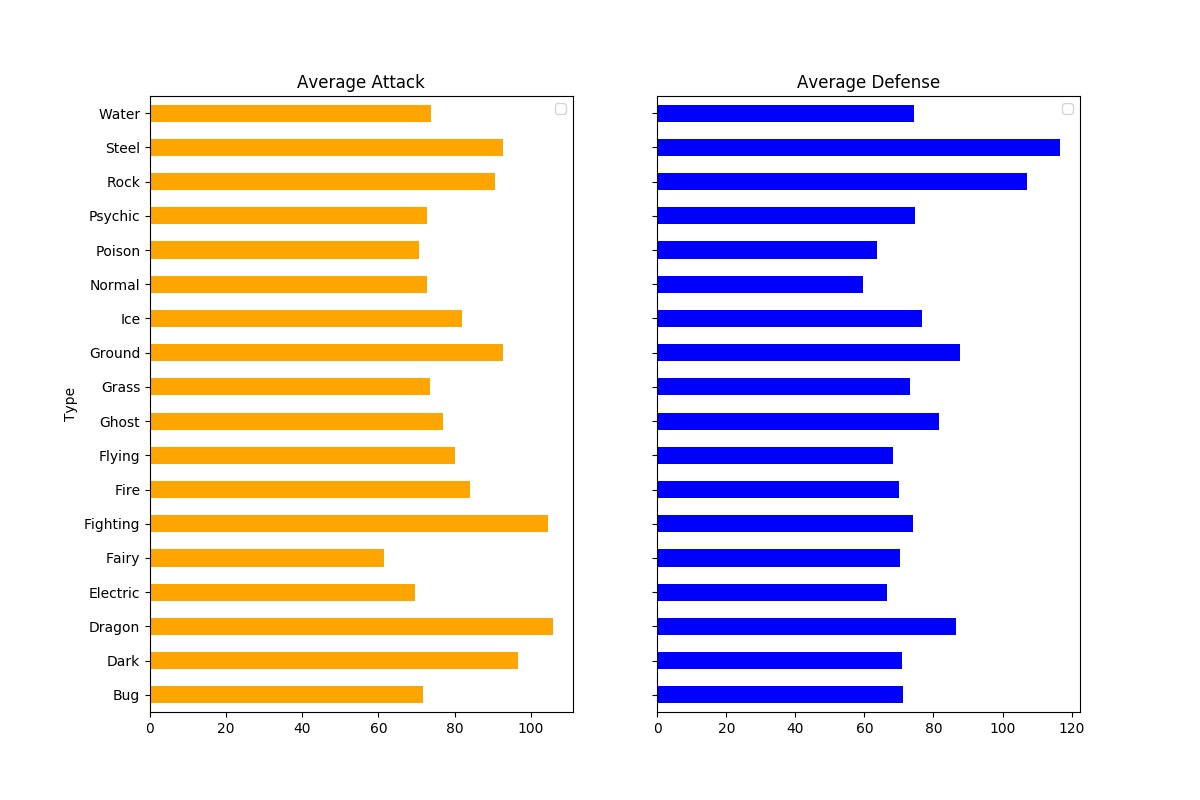 Average Attack
Average Defense
Type
Water
Steel
Rock
Psychic
Poison
Normal
Ice
Ground
Grass
Ghost
Flying
Fire
Fighting
Fairy
Electric
Dragon
Dark
Bug
0 20 40 60 80 100
0 20 40 60 80 100 120